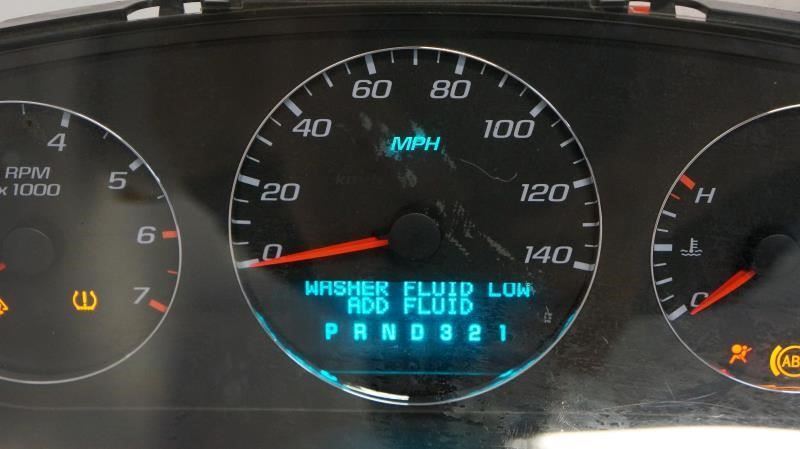 4
5
6
7
RPM
x 1000
0
20
40
60
80
100
120
140
MPH
WASHER FLUID LOW
ADD FLUID
P R N D 3 2 1
H
C
ABS